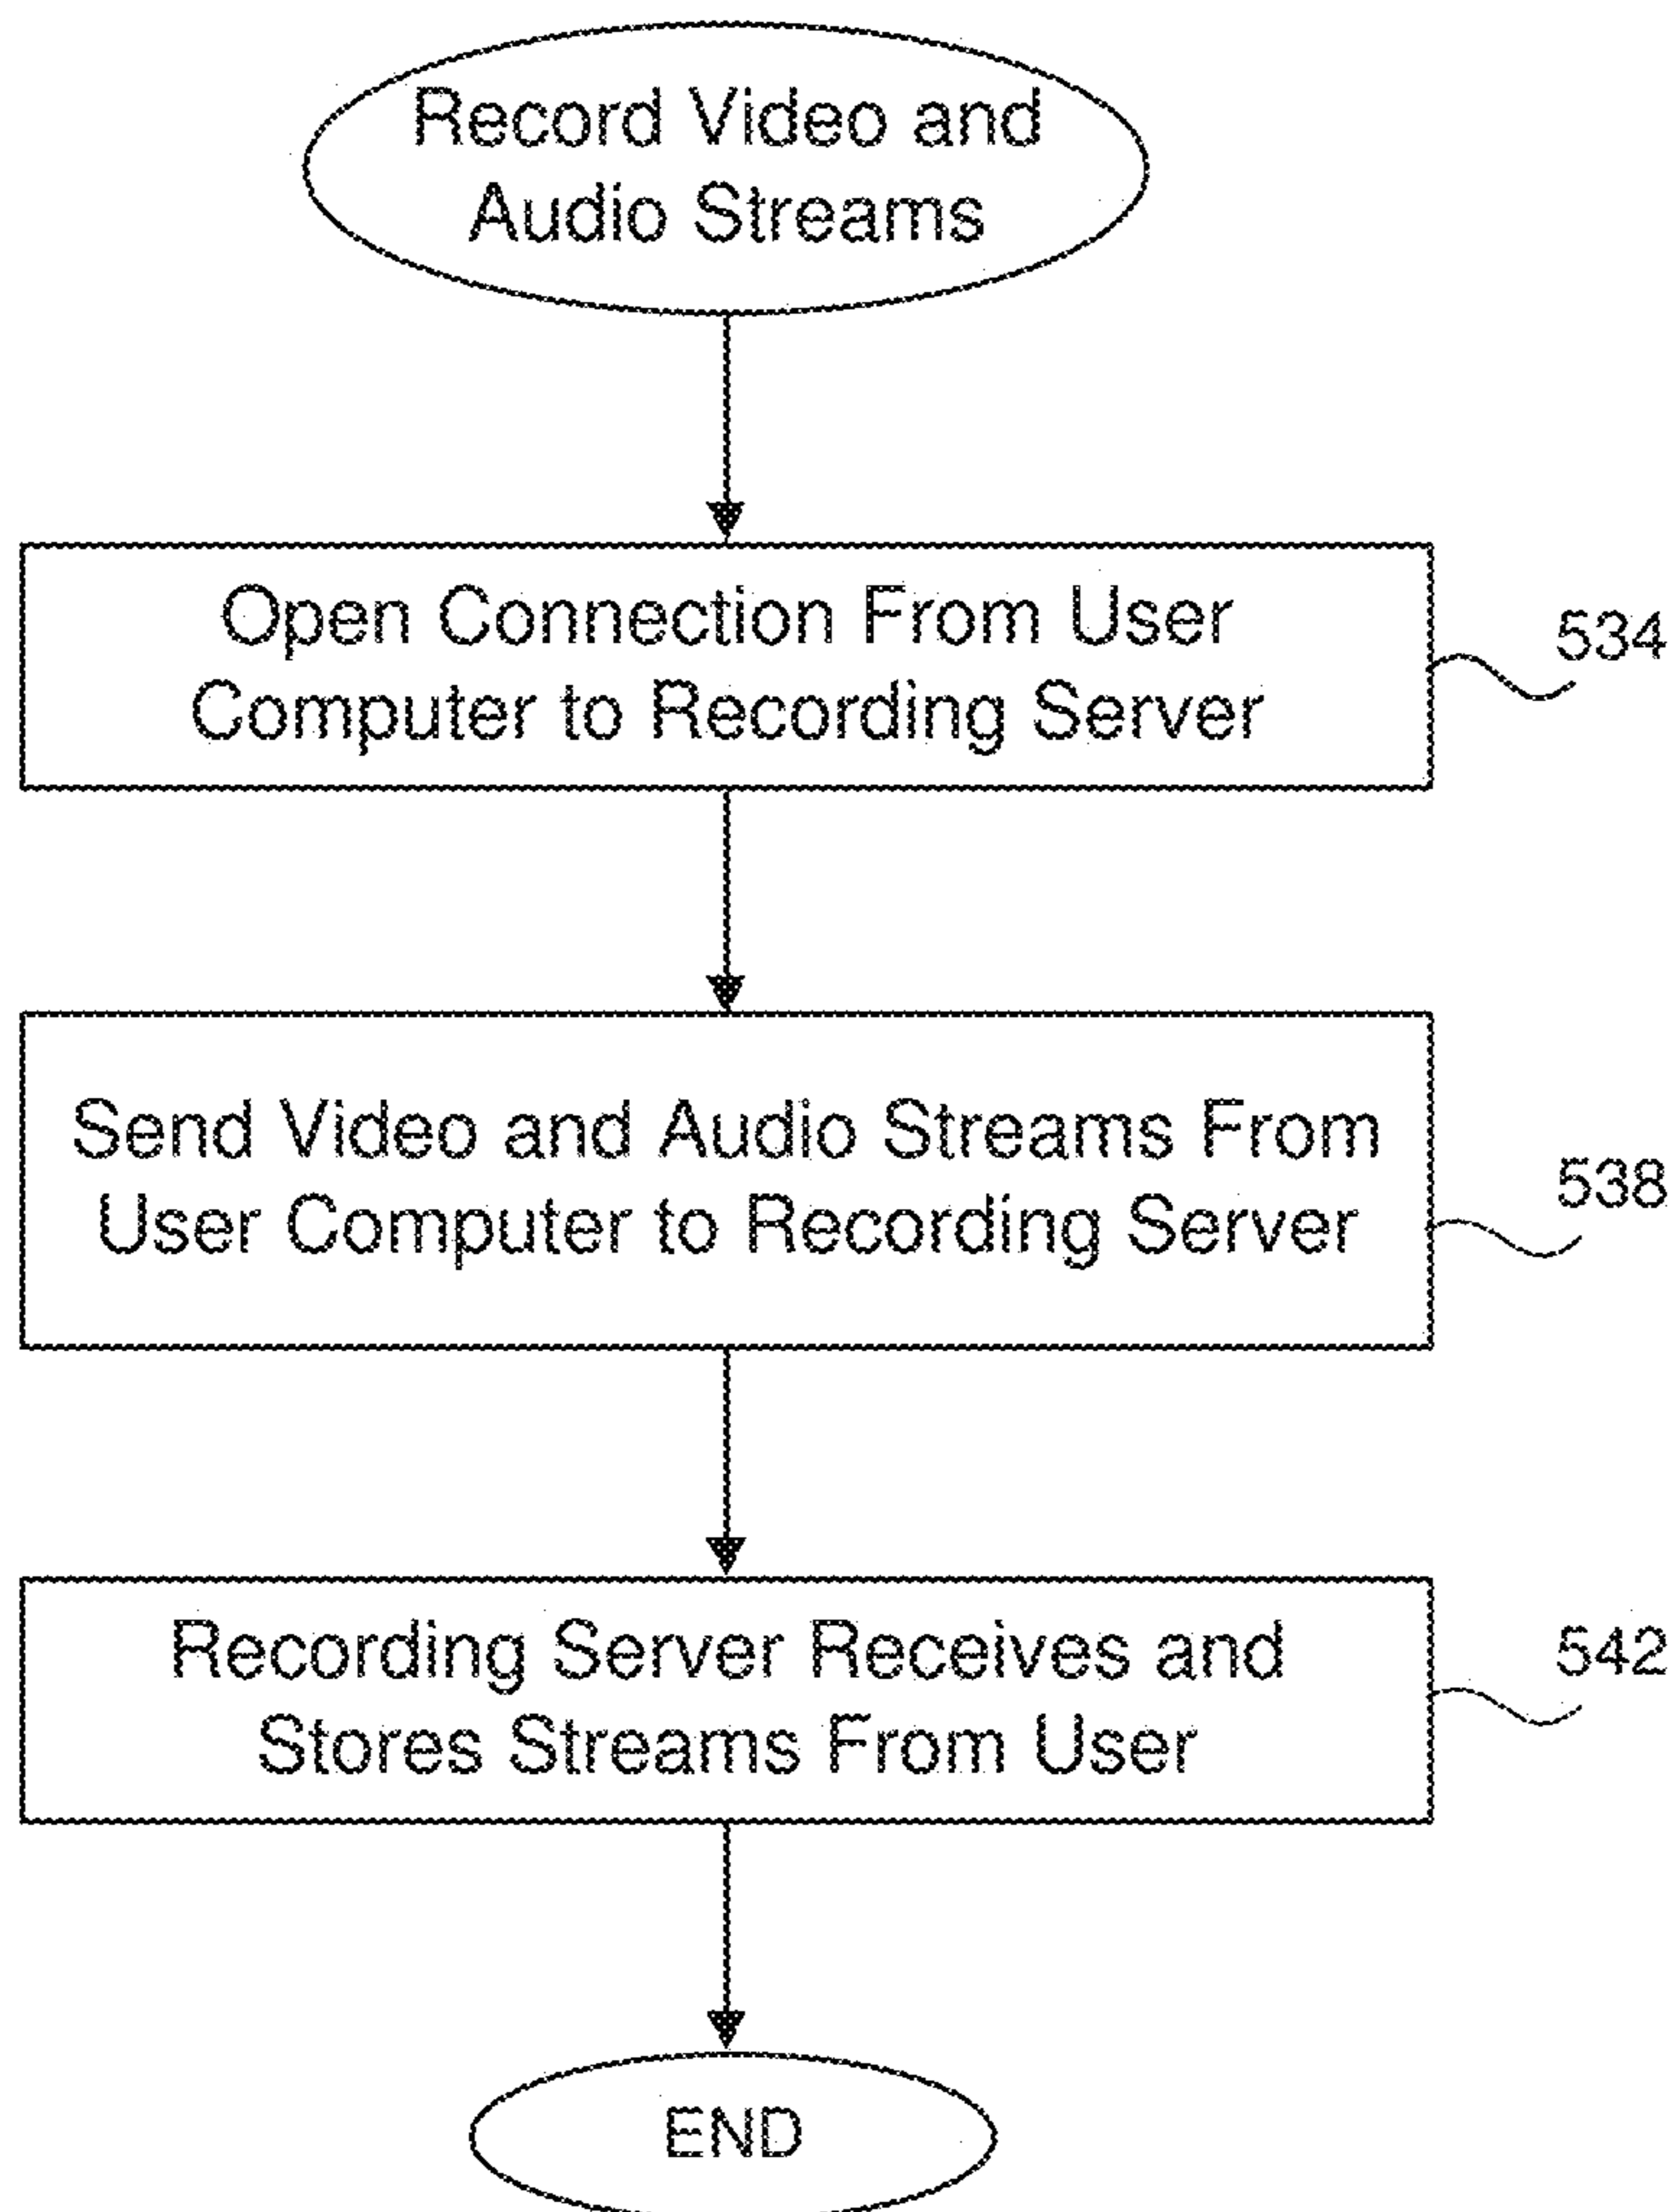 Record Video and
Audio Streams
Open Connection From User
Computer to Recording Server
534
Send Video and Audio Streams From
User Computer to Recording Server
538
Recording Server Receives and
Stores Streams From User
542
END